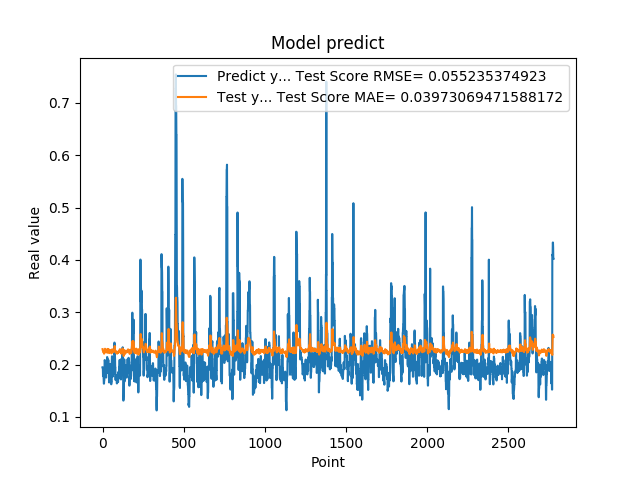 Model predict
Predict y... Test Score RMSE= 0.055235374923
Test y... Test Score MAE= 0.03973069471588172
0.7
0.6
0.5
0.4
0.3
0.2
0.1
Real value
0 500 1000 1500 2000 2500
Point